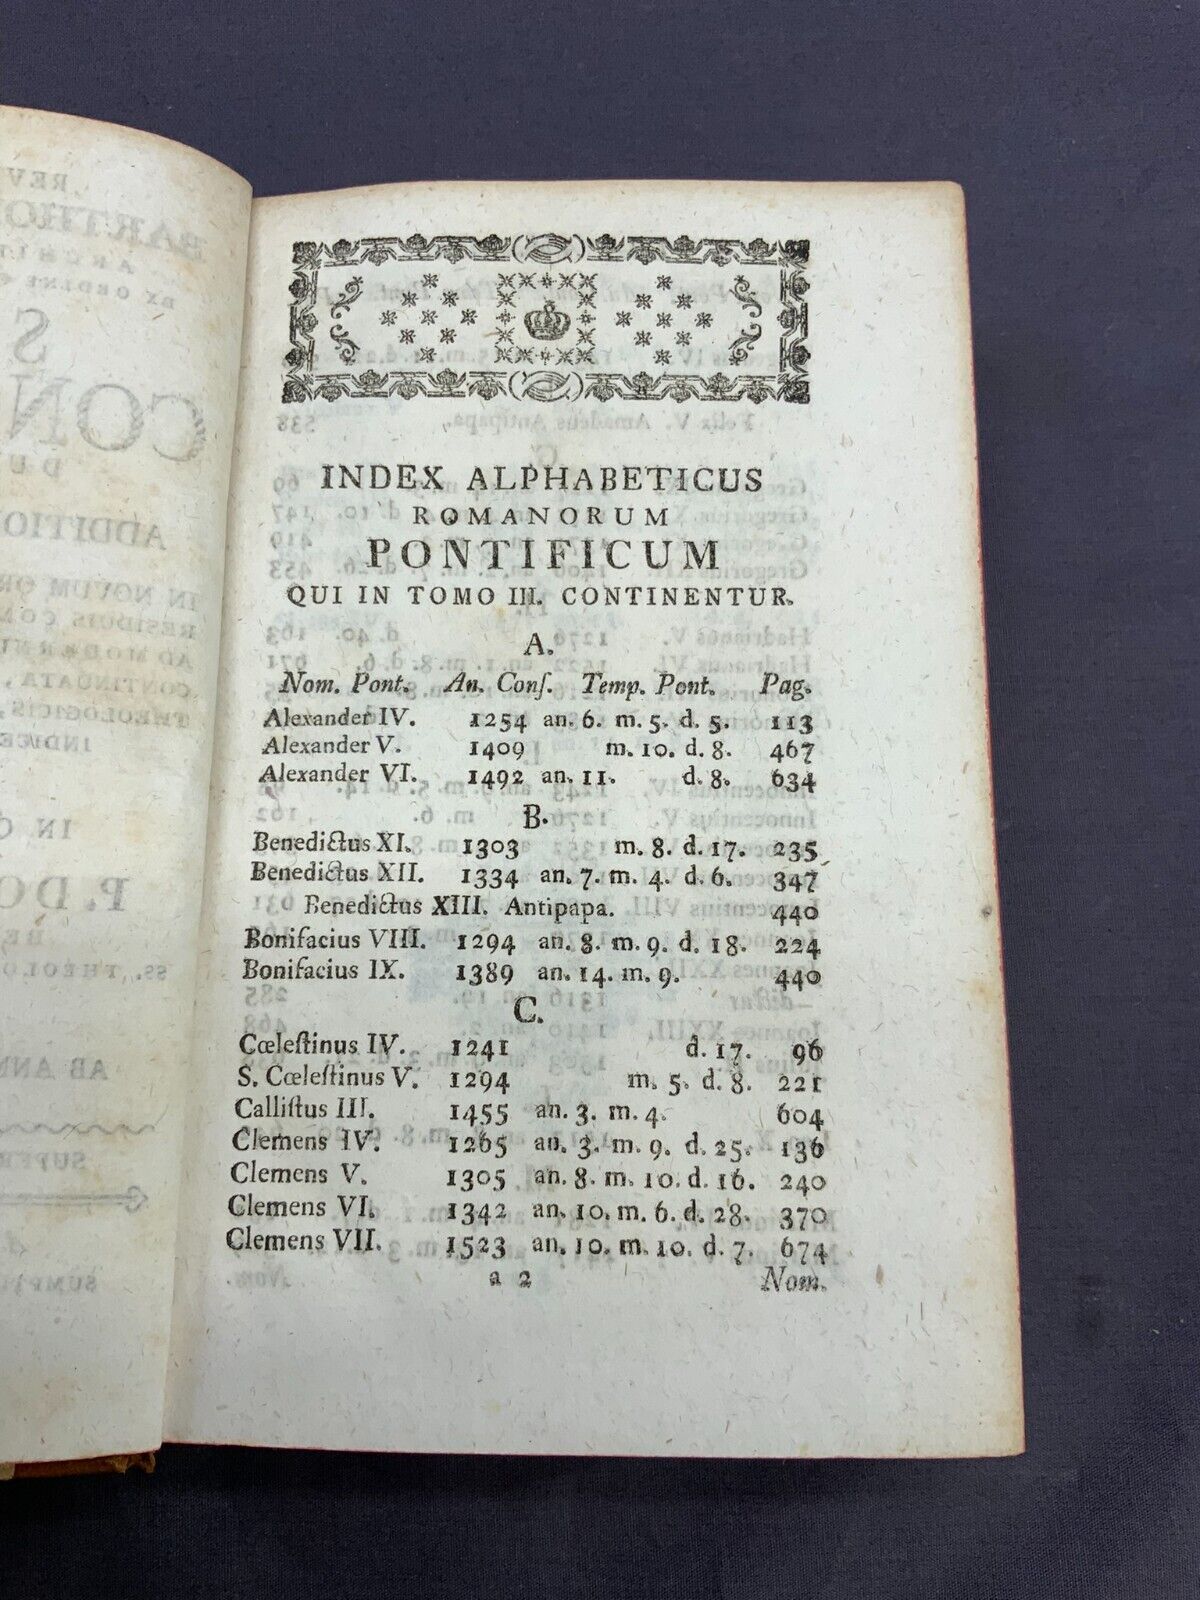 INDEX ALPHABETICUS
ROMANORUM
PONTIFICUM
QUI IN TOMO III. CONTINENTUR.
A.
Nom. Pont. An. Conſ. Temp. Pont. Pag.
Alexander IV. 1254 an. 6. m. 5. d. 5. 113
Alexander V. 1409 m. 10. d. 8. 467
Alexander VI. 1492 an. 11. d. 8. 634
B.
Benedictus XI. 1303 m. 8. d. 17. 235
Benedictus XII. 1334 an. 7. m. 4. d. 6. 347
Benedictus XIII. Antipapa. 440
Bonifacius VIII. 1294 an. 8. m. 9. d. 18. 224
Bonifacius IX. 1389 an. 14. m. 9. 440
C.
Cœleſtinus IV. 1241 d. 17. 96
S. Cœleſtinus V. 1294 m. 5. d. 8. 221
Calliſtus III. 1455 an. 3. m. 4. 604
Clemens IV. 1265 an. 3. m. 9. d. 25. 136
Clemens V. 1305 an. 8. m. 10. d. 16. 240
Clemens VI. 1342 an. 10. m. 6. d. 28. 370
Clemens VII. 1523 an. 10. m. 10. d. 7. 674
a 2 Nom.